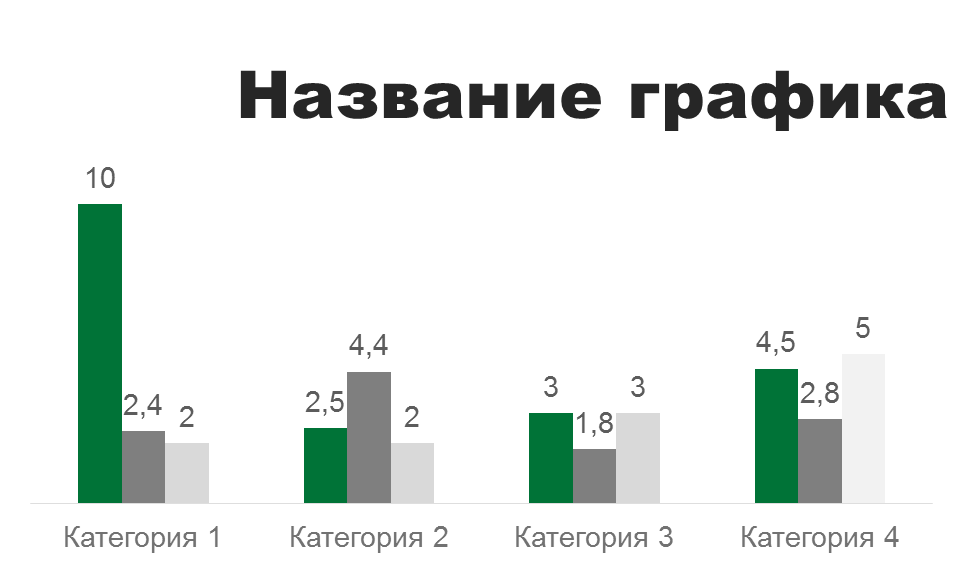 Название графика
10
2,4
2
2,5
4,4
2
3
1,8
3
4,5
2,8
5
Категория 1
Категория 2
Категория 3
Категория 4